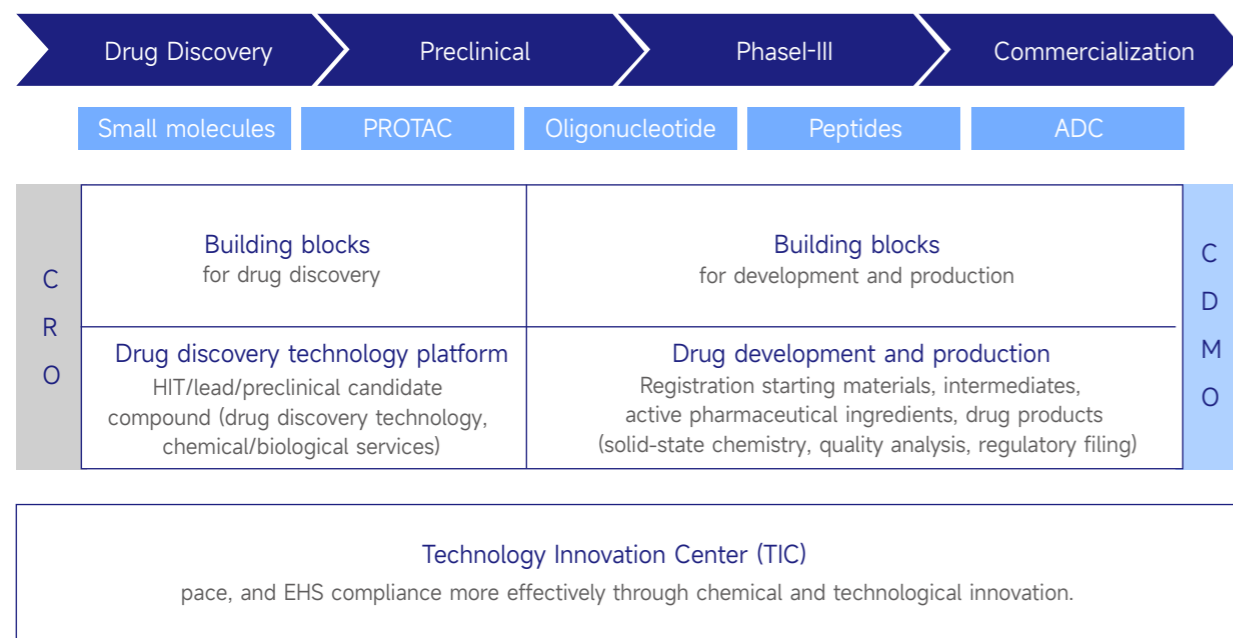 Drug Discovery
Preclinical
PhaseI-III
Commercialization
Small molecules
PROTAC
Oligonucleotide
Peptides
ADC
CRO
Building blocks
for drug discovery
Building blocks
for development and production
Drug discovery technology platform
HIT/lead/preclinical candidate
compound (drug discovery technology,
chemical/biological services)
Drug development and production
Registration starting materials, intermediates,
active pharmaceutical ingredients, drug products
(solid-state chemistry, quality analysis, regulatory filing)
CDMO
Technology Innovation Center (TIC)
pace, and EHS compliance more effectively through chemical and technological innovation.